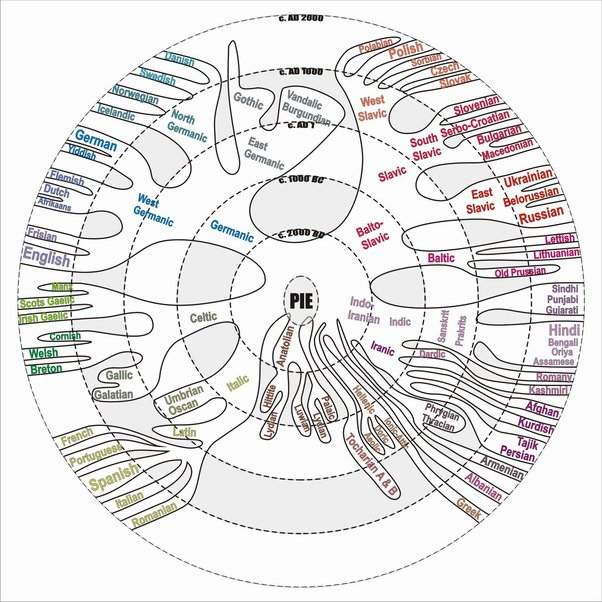 c. AD 2000
c. AD 1000
c. AD 1
c. 1000 BC
c. 2000 BC
PIE
Danish
Swedish
Norwegian
Icelandic
North
Germanic
Gothic
Vandalic
Burgundian
East
Germanic
German
Yiddish
Flemish
Dutch
Afrikaans
Frisian
English
West
Germanic
Germanic
Polabian
Polish
Sorbian
Czech
Slovak
West
Slavic
Slovenian
Serbo-Croatian
Bulgarian
Macedonian
South
Slavic
Slavic
Ukrainian
Belorussian
Russian
East
Slavic
Balto-
Slavic
Baltic
Lettish
Lithuanian
Old Prussian
Manx
Scots Gaelic
Irish Gaelic
Cornish
Welsh
Breton
Celtic
Gallic
Galatian
Umbrian
Oscan
Italic
Latin
French
Portuguese
Spanish
Italian
Romanian
Indo
Iranian
Indic
Sanskrit
Prakrits
Dardic
Iranic
Sindhi
Punjabi
Gujarati
Hindi
Bengali
Oriya
Assamese
Romany
Kashmiri
Afghan
Kurdish
Tajik
Persian
Armenian
Albanian
Greek
Phrygian
Thracian
Hellenic
Doric
Tocharian A & B
Anatolian
Hittite
Lydian
Luwian
Palaic
Lydian